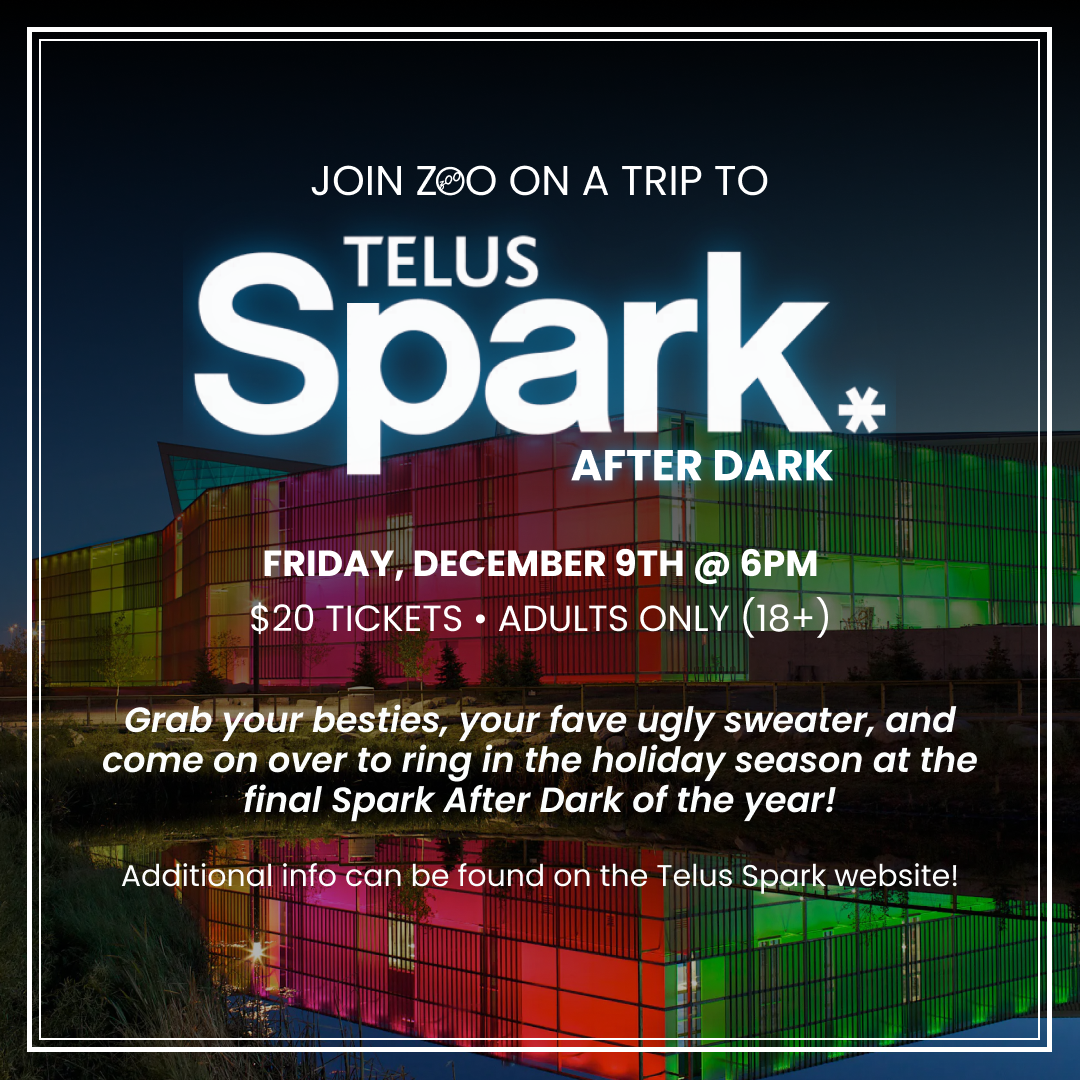 JOIN ZOO ON A TRIP TO
TELUS
Spark.*
AFTER DARK
FRIDAY, DECEMBER 9TH @ 6PM
$20 TICKETS • ADULTS ONLY (18+)
Grab your besties, your fave ugly sweater, and
come on over to ring in the holiday season at the
final Spark After Dark of the year!
Additional info can be found on the Telus Spark website!